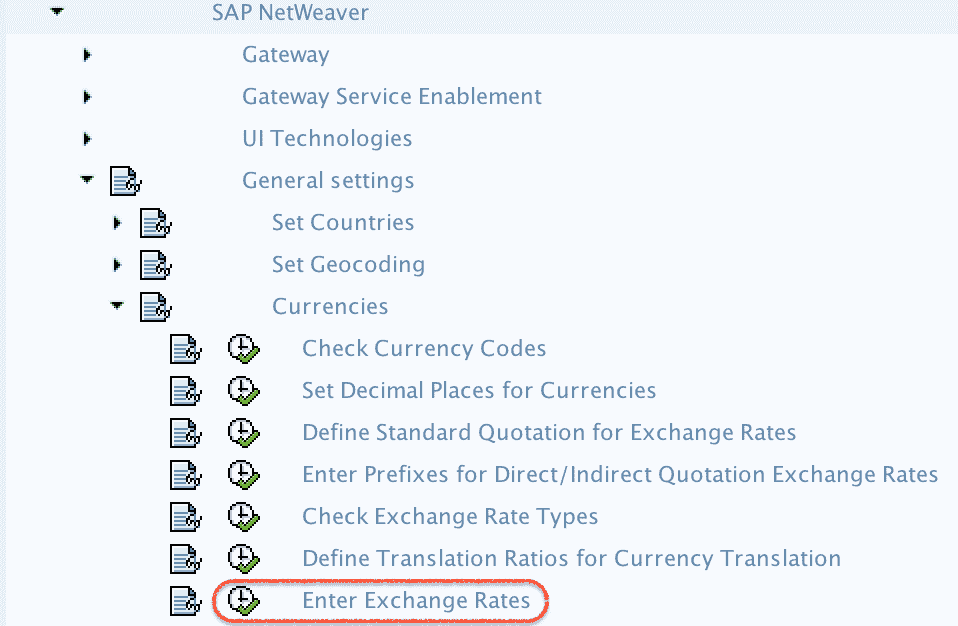 SAP NetWeaver
Gateway
Gateway Service Enablement
UI Technologies
General settings
Set Countries
Set Geocoding
Currencies
Check Currency Codes
Set Decimal Places for Currencies
Define Standard Quotation for Exchange Rates
Enter Prefixes for Direct/Indirect Quotation Exchange Rates
Check Exchange Rate Types
Define Translation Ratios for Currency Translation
Enter Exchange Rates